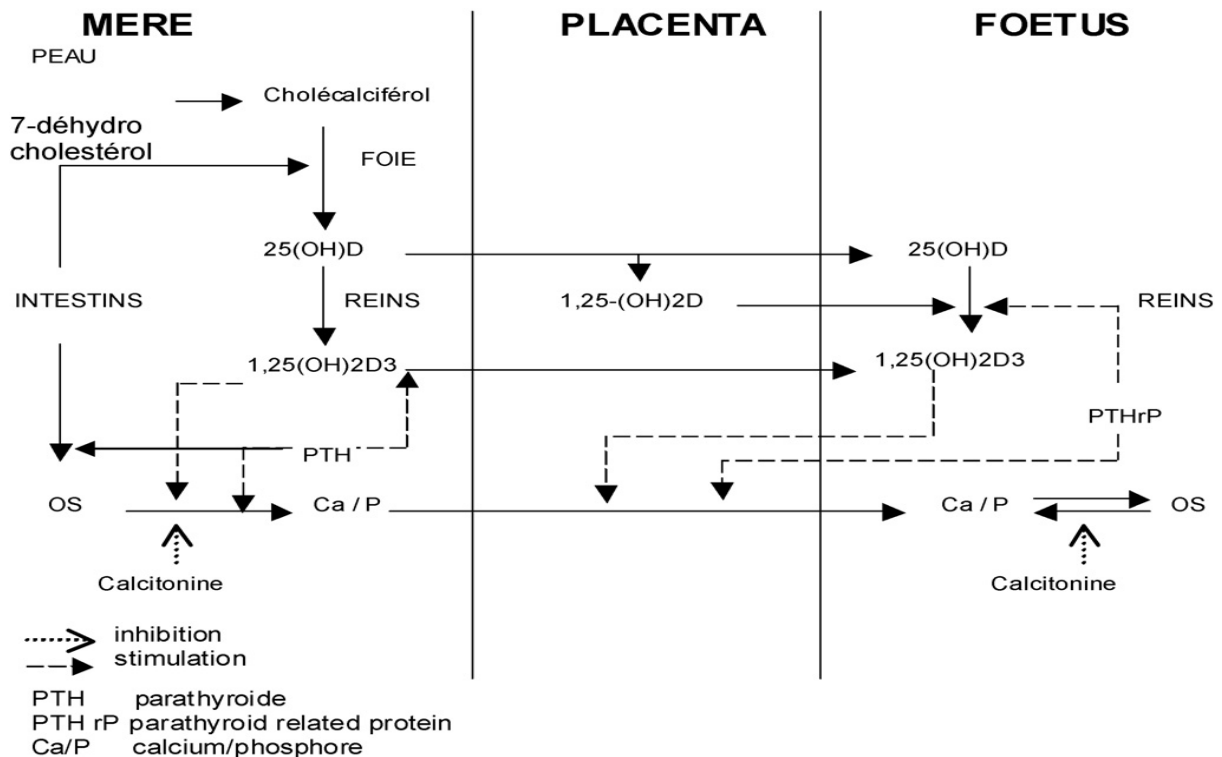 MERE PLACENTA FOETUS
PEAU
Cholécalciférol
7-déhydro
cholestérol
FOIE
25(OH)D 25(OH)D
INTESTINS REINS 1,25-(OH)2D REINS
1,25(OH)2D3 1,25(OH)2D3
PTHrP
PTH
OS Ca / P Ca / P OS
Calcitonine Calcitonine
inhibition
stimulation
PTH parathyroide
PTH rP parathyroid related protein
Ca/P calcium/phosphore